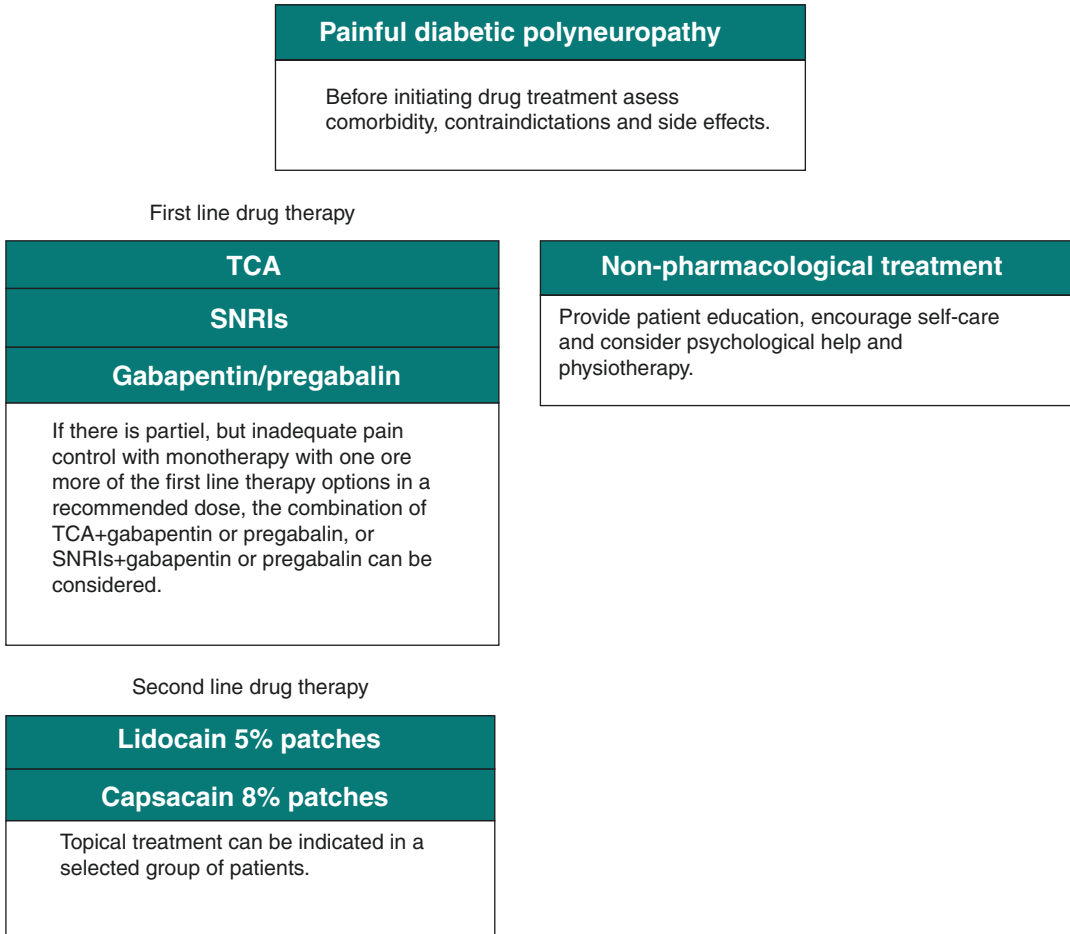 Painful diabetic polyneuropathy
Before initiating drug treatment asess
comorbidity, contraindictations and side effects.
First line drug therapy
TCA
SNRIs
Gabapentin/pregabalin
If there is partiel, but inadequate pain
control with monotherapy with one ore
more of the first line therapy options in a
recommended dose, the combination of
TCA+gabapentin or pregabalin, or
SNRIs+gabapentin or pregabalin can be
considered.
Non-pharmacological treatment
Provide patient education, encourage self-care
and consider psychological help and
physiotherapy.
Second line drug therapy
Lidocain 5% patches
Capsacain 8% patches
Topical treatment can be indicated in a
selected group of patients.